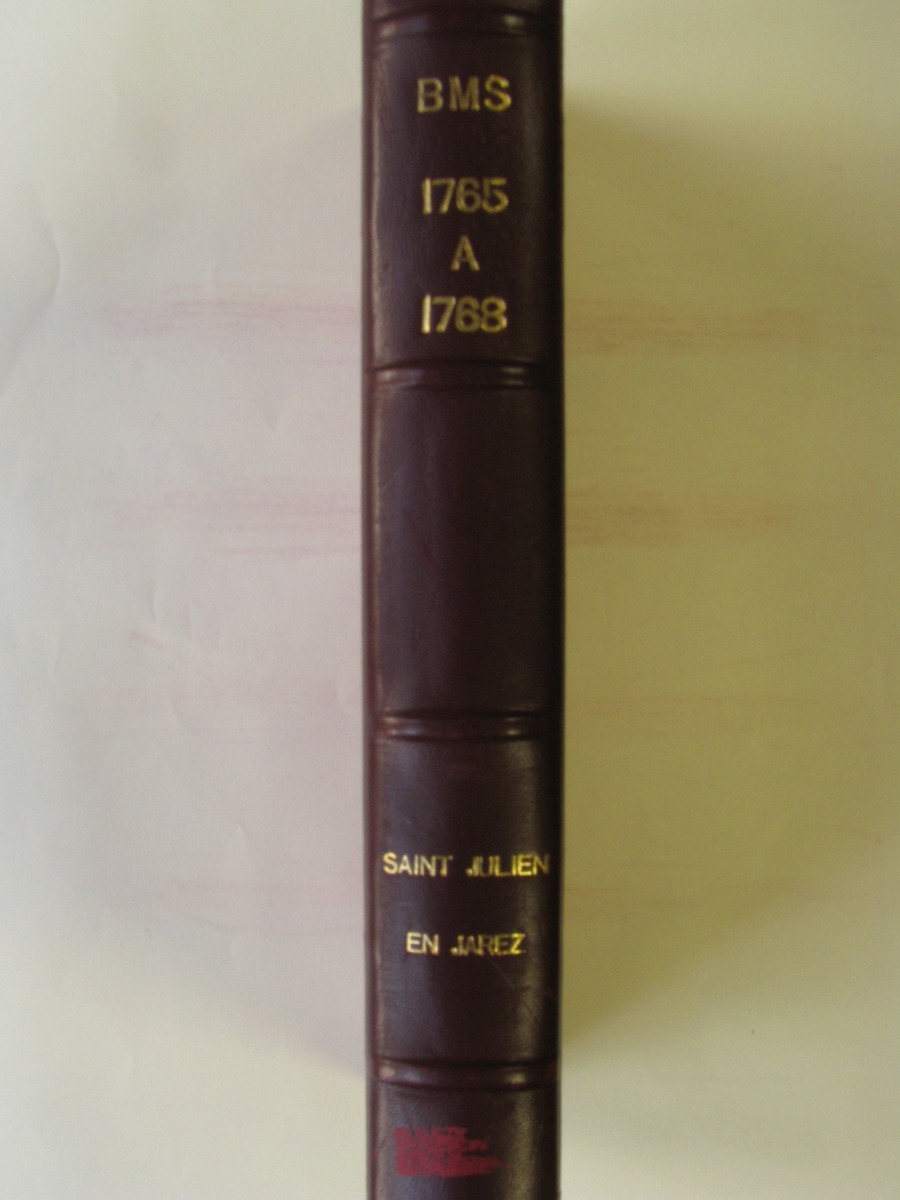 BMS
1765
A
1768
SAINT JULIEN
EN JAREZ